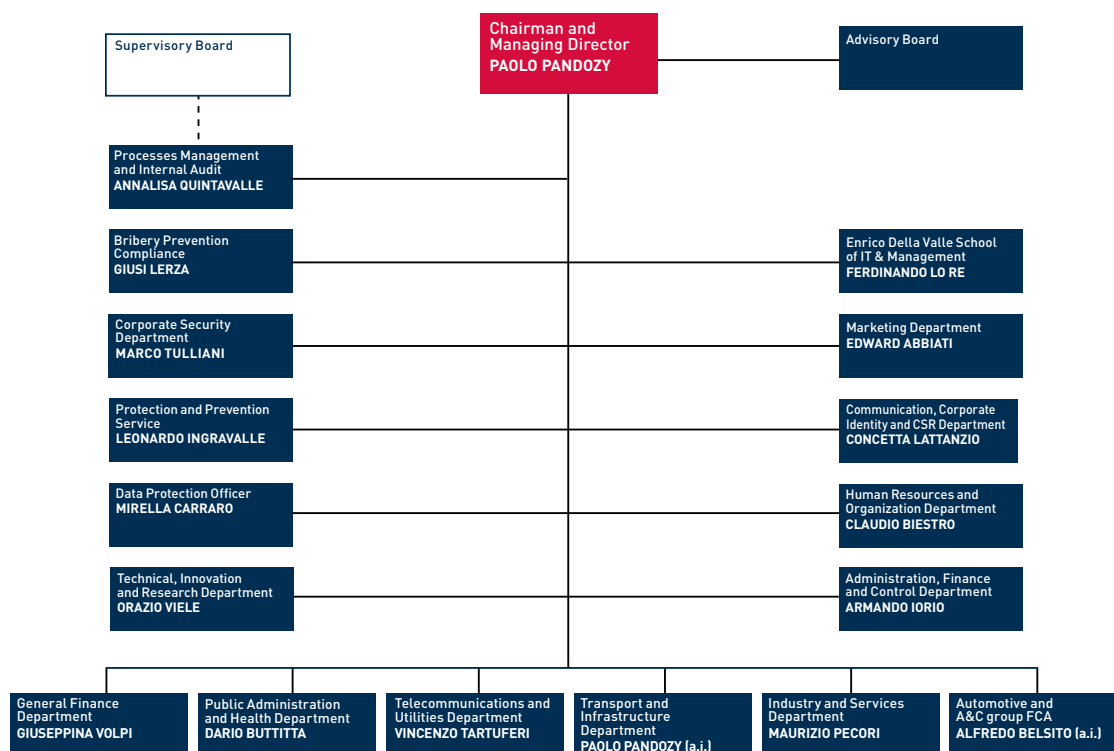 Chairman and
Managing Director
PAOLO PANDOZY
Supervisory Board
Advisory Board
Processes Management
and Internal Audit
ANNALISA QUINTAVALLE
Bribery Prevention
Compliance
GIUSI LERZA
Enrico Della Valle School
of IT & Management
FERDINANDO LO RE
Corporate Security
Department
MARCO TULLIANI
Marketing Department
EDWARD ABBIATI
Protection and Prevention
Service
LEONARDO INGRAVALLE
Communication, Corporate
Identity and CSR Department
CONCETTA LATTANZIO
Data Protection Officer
MIRELLA CARRARO
Human Resources and
Organization Department
CLAUDIO BIESTRO
Technical, Innovation
and Research Department
ORAZIO VIELE
Administration, Finance
and Control Department
ARMANDO IORIO
General Finance
Department
GIUSEPPINA VOLPI
Public Administration
and Health Department
DARIO BUTTITTA
Telecommunications and
Utilities Department
VINCENZO TARTUFERI
Transport and
Infrastructure
Department
PAOLO PANDOZY (a.i.)
Industry and Services
Department
MAURIZIO PECORI
Automotive and
A&C group FCA
ALFREDO BELSITO (a.i.)